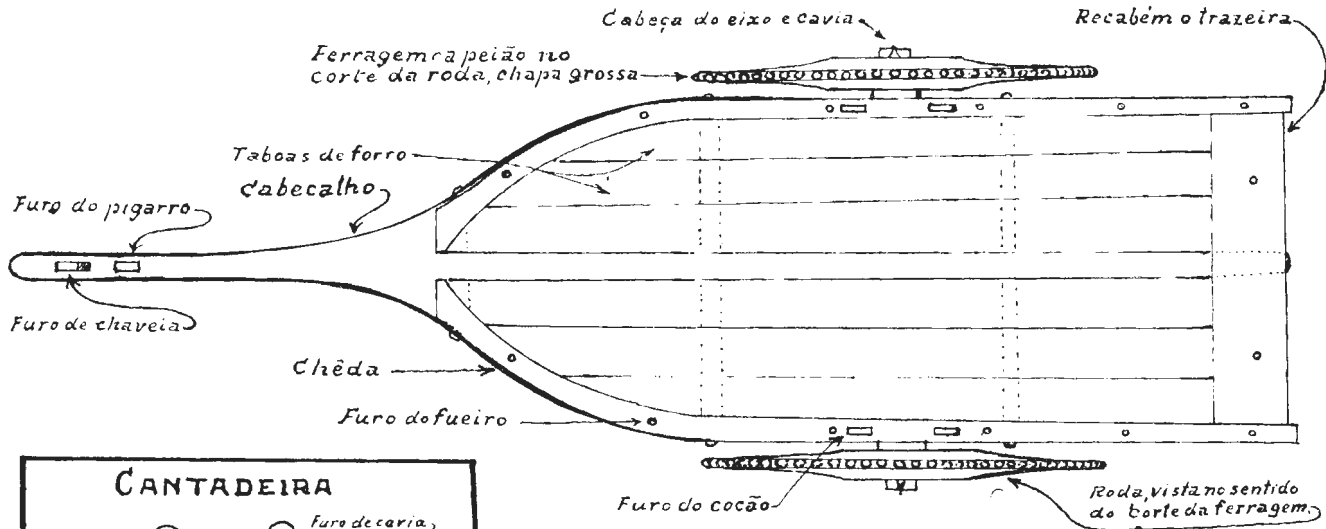 Cabeça do eixo e cavia
Recabém o trazeira
Ferragem ca peião no
corte da roda, chapa grossa
Taboas de forro
Cabecalho
Furo do pigarro
Furo de chaveia
Chêda
Furo do fueiro
CANTADEIRA
Furo de cavia
Furo do cocão
Roda, vista no sentido
do corte da ferragem